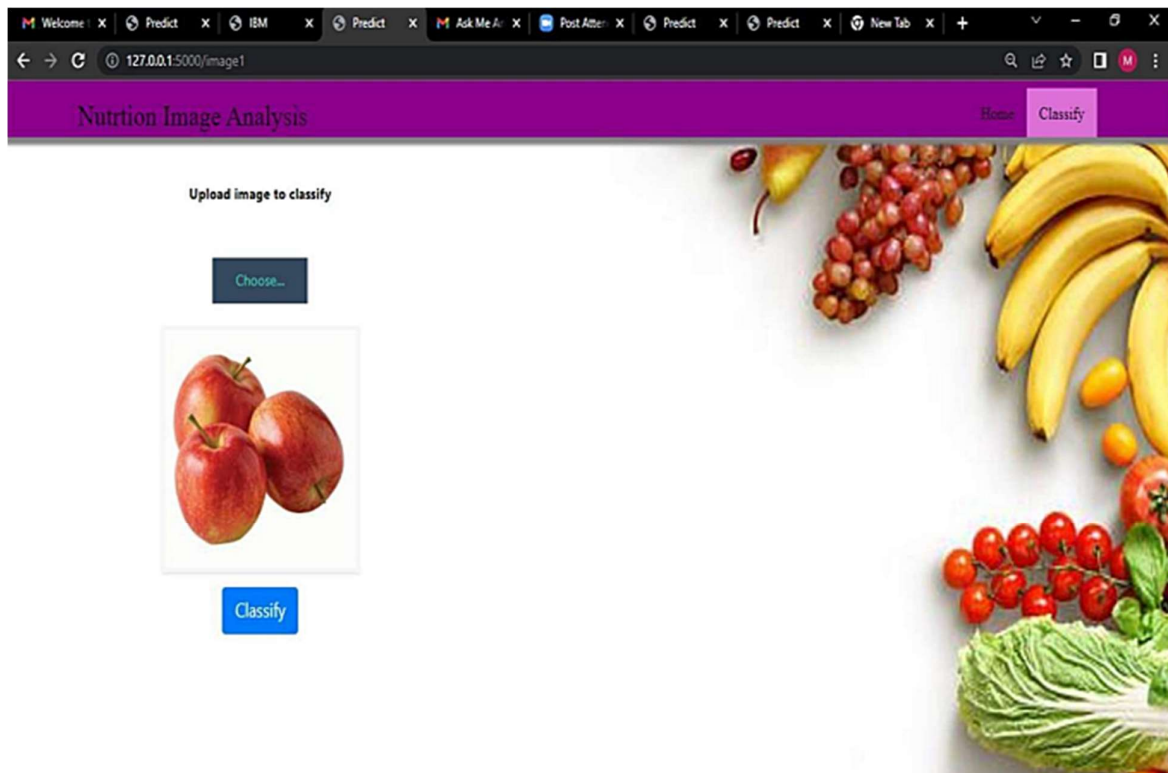 Welcome t
Predict
IBM
Predict
Ask Me A
Post Atten
Predict
Predict
New Tab
127.0.0.1:5000/image1
M
Nutrtion Image Analysis
Home
Classify
Upload image to classify
Choose...
Classify